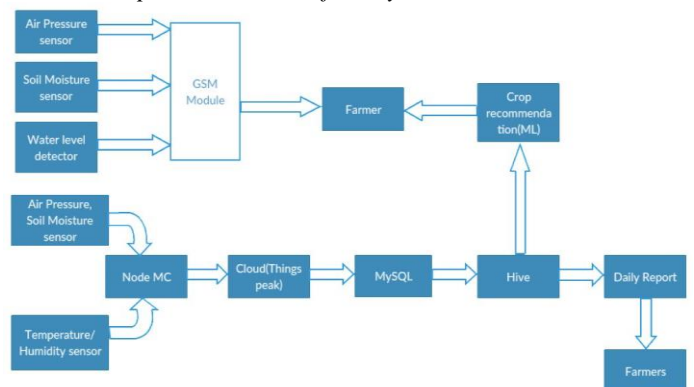 Air Pressure
sensor
Soil Moisture
sensor
Water level
detector
GSM
Module
Farmer
Crop
recommenda
tion(ML)
Air Pressure,
Soil Moisture
sensor
Temperature/
Humidity sensor
Node MC
Cloud(Things
peak)
MySQL
Hive
Daily Report
Farmers